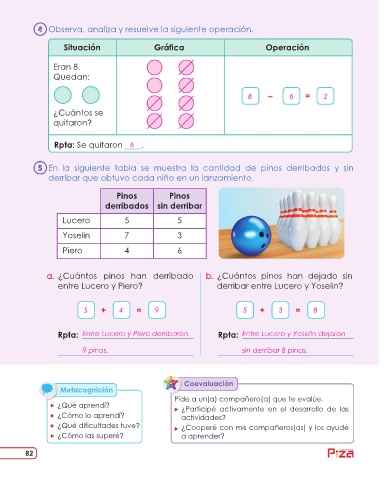 4 Observa, analiza y resuelve la siguiente operación.
Situación Gráfica Operación
Eran 8.
Quedan:
¿Cuántos se
quitaron?
8 – 6 = 2
Rpta: Se quitaron 6 .
5 En la siguiente tabla se muestra la cantidad de pinos derribados y sin
derribar que obtuvo cada niño en un lanzamiento.
Pinos derribados Pinos sin derribar
Lucero 5 5
Yoselin 7 3
Piero 4 6
a. ¿Cuántos pinos han derribado
entre Lucero y Piero?
5 + 4 = 9
Rpta: Entre Lucero y Piero derribaron
9 pinos.
b. ¿Cuántos pinos han dejado sin
derribar entre Lucero y Yoselin?
5 + 3 = 8
Rpta: Entre Lucero y Yoselin dejaron
sin derribar 8 pinos.
Metacognición
¿Qué aprendí?
¿Cómo lo aprendí?
¿Qué dificultades tuve?
¿Cómo las superé?
Coevaluación
Pide a un(a) compañero(a) que te evalúe.
¿Participé activamente en el desarrollo de las
actividades?
¿Cooperé con mis compañeros(as) y los ayudé
a aprender?
82
Pizá